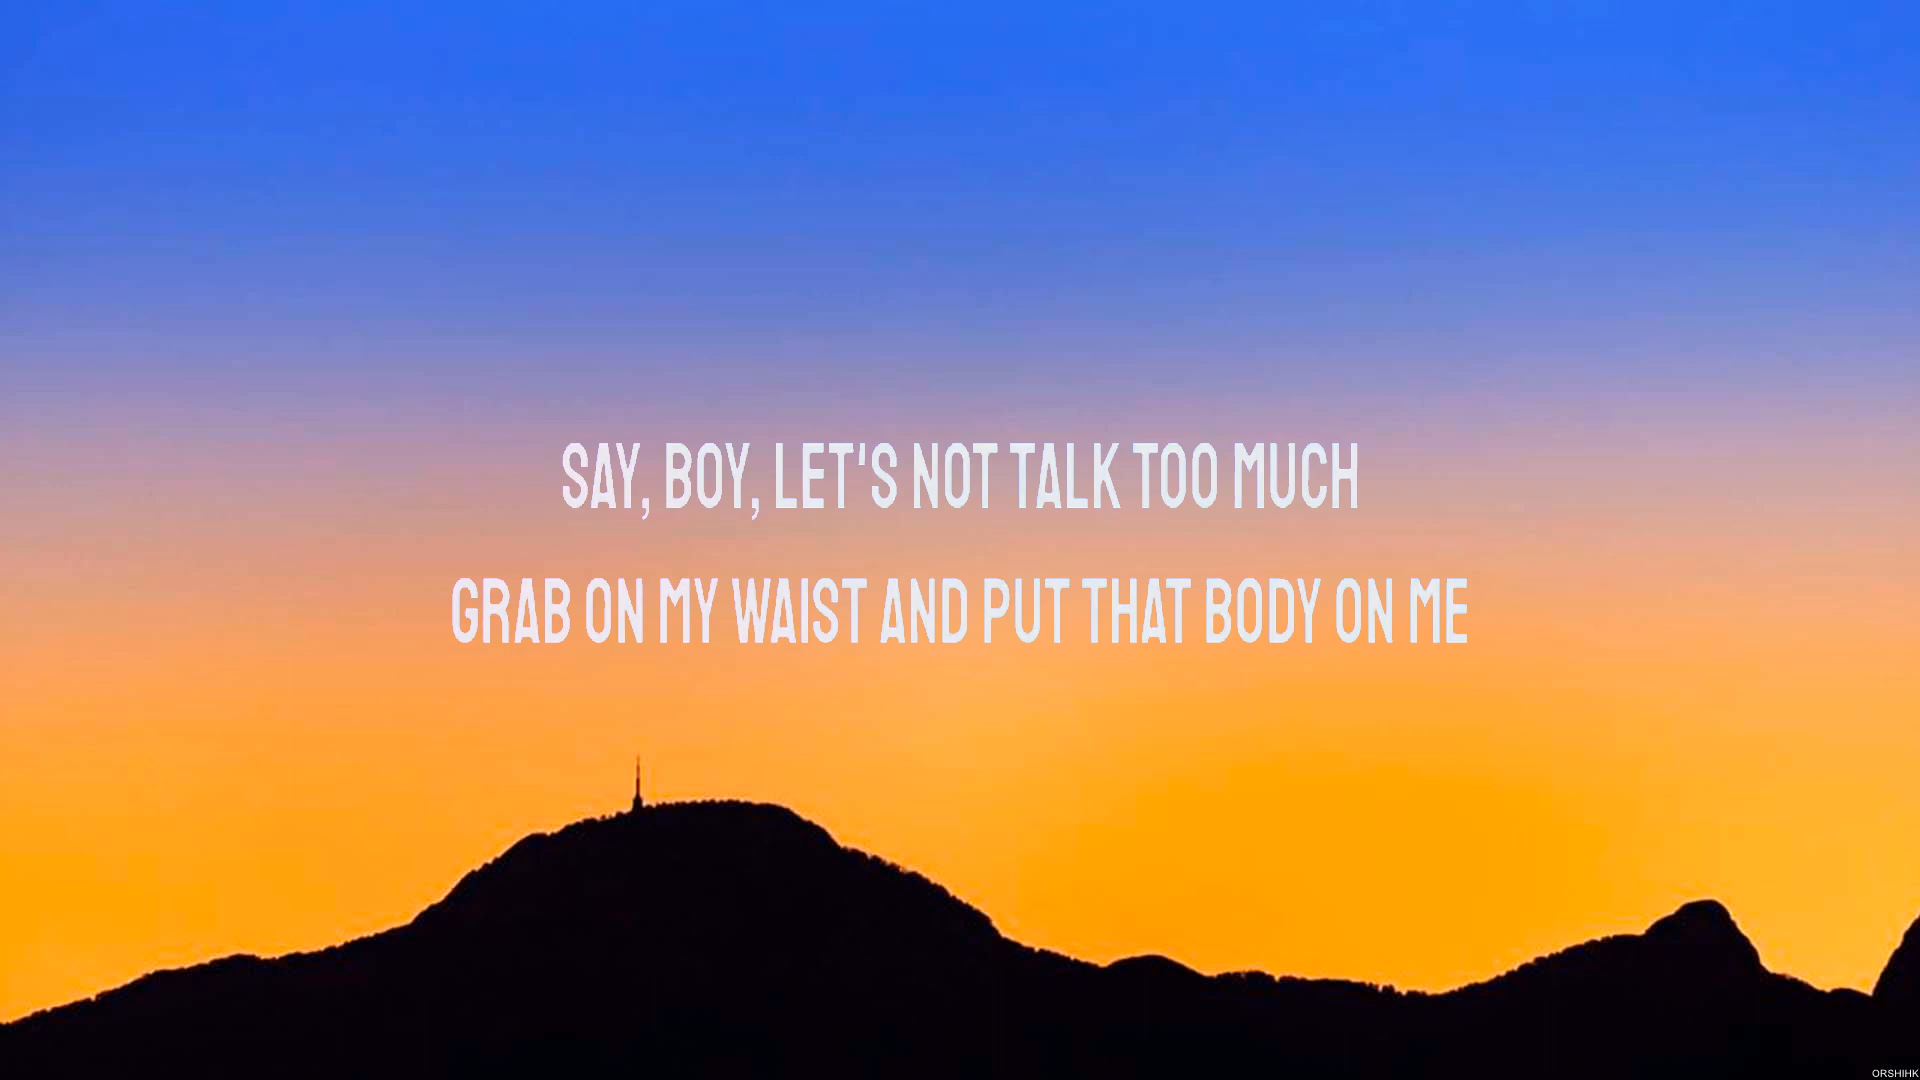 SAY, BOY, LET'S NOT TALK TOO MUCH
GRAB ON MY WAIST AND PUT THAT BODY ON ME
ORSHIHK